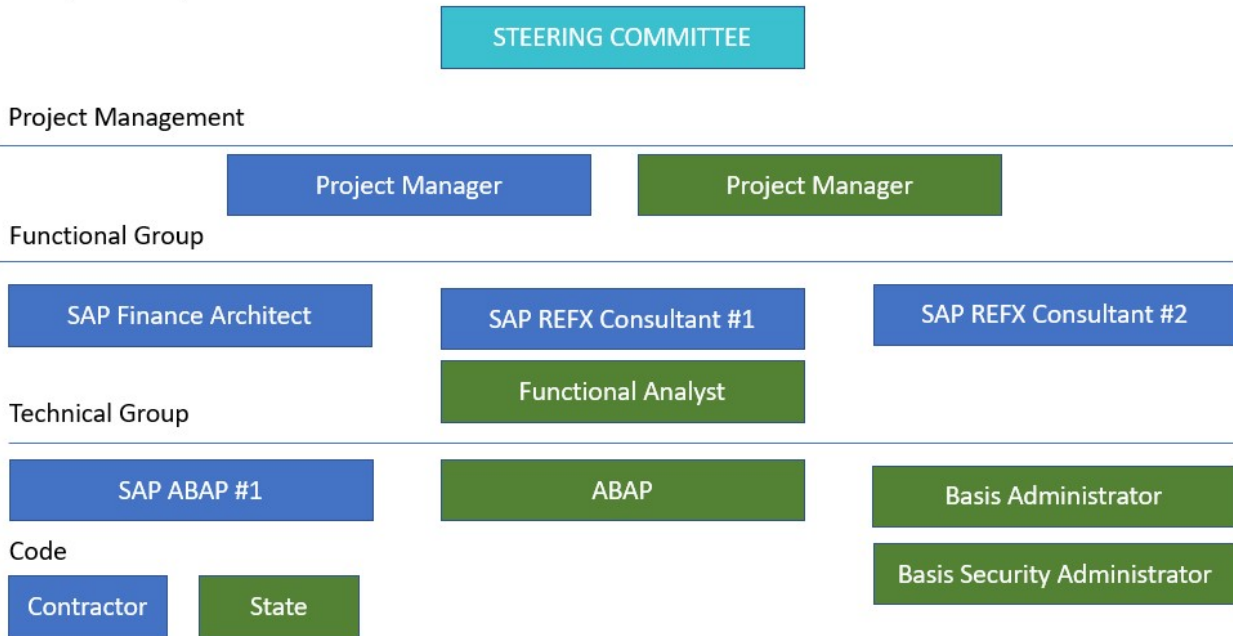 STEERING COMMITTEE
Project Management
Project Manager
Project Manager
Functional Group
SAP Finance Architect
SAP REFX Consultant #1
SAP REFX Consultant #2
Functional Analyst
Technical Group
SAP ABAP #1
ABAP
Basis Administrator
Code
Basis Security Administrator
Contractor
State